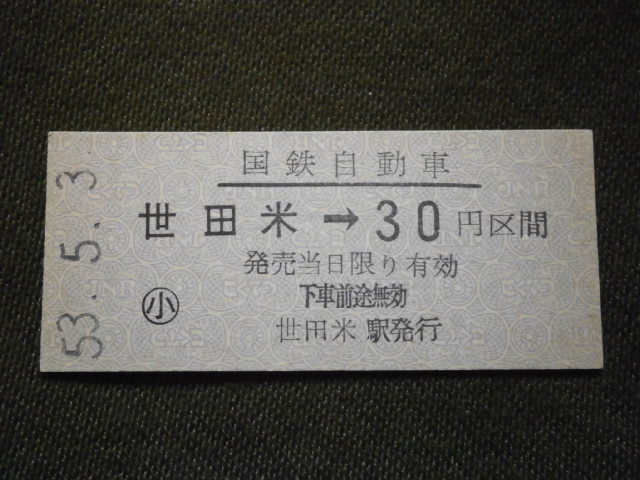 53.5.3
国鉄自動車
世田米→30円区間
発売当日限り有効
下車前途無効
㋛
世田米駅発行